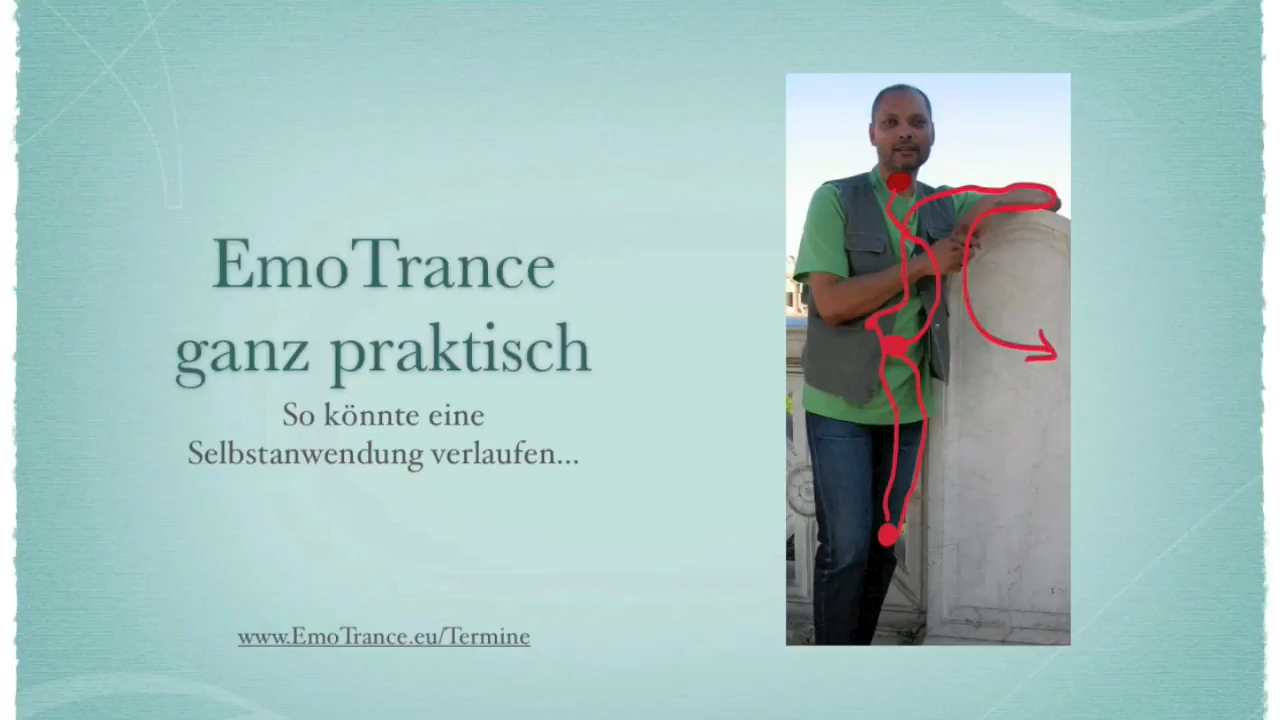 EmoTrance
ganz praktisch
So könnte eine
Selbstanwendung verlaufen...
www.EmoTrance.eu/Termine